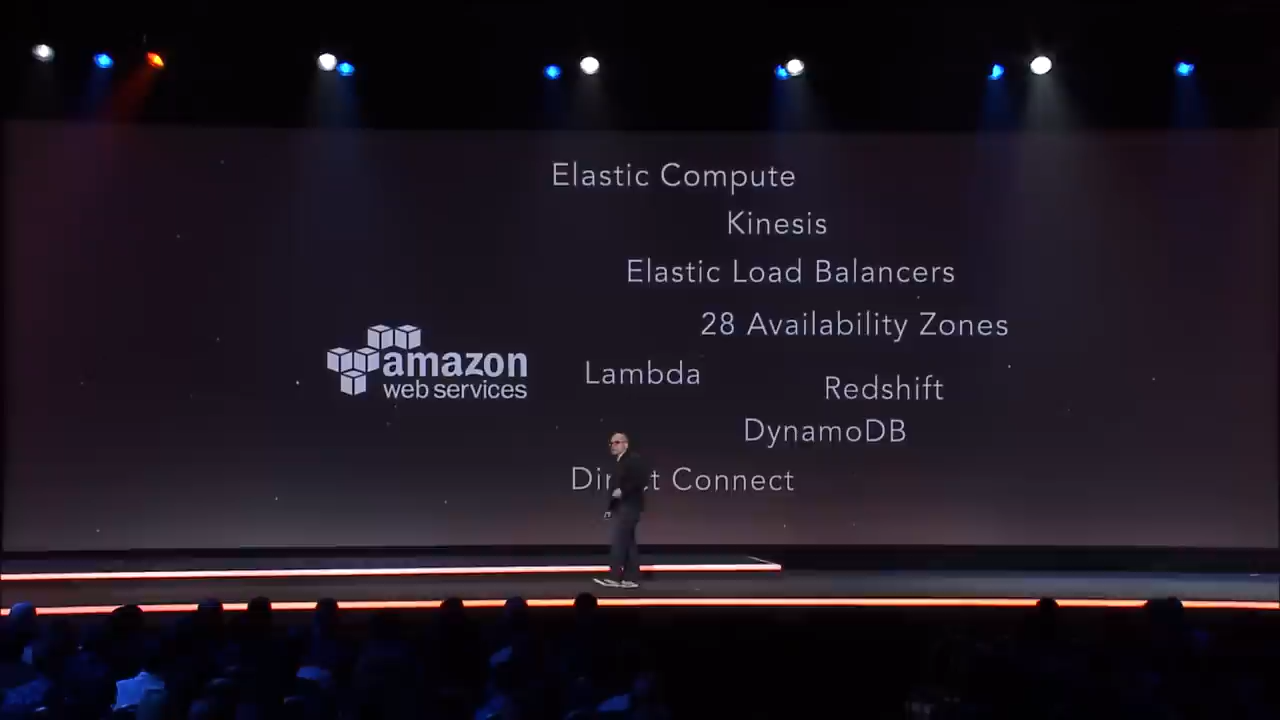 Elastic Compute
Kinesis
Elastic Load Balancers
28 Availability Zones
amazon
web services
Lambda
Redshift
DynamoDB
Connect